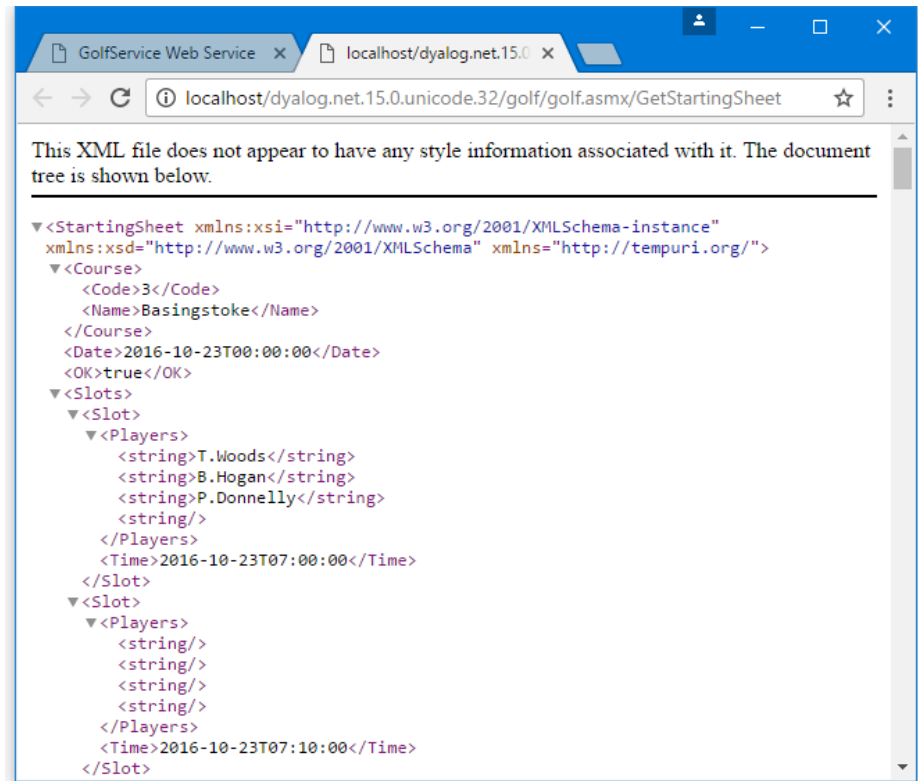 GolfService Web Service
localhost/dyalog.net.15.0
localhost/dyalog.net.15.0.unicode.32/golf/golf.asmx/GetStartingSheet
This XML file does not appear to have any style information associated with it. The document
tree is shown below.
▼<StartingSheet xmlns:xsi="http://www.w3.org/2001/XMLSchema-instance"
xmlns:xsd="http://www.w3.org/2001/XMLSchema" xmlns="http://tempuri.org/">
▼<Course>
<Code>3</Code>
<Name>Basingstoke</Name>
</Course>
<Date>2016-10-23T00:00:00</Date>
<OK>true</OK>
▼<Slots>
▼<Slot>
▼<Players>
<string>T.Woods</string>
<string>B.Hogan</string>
<string>P.Donnelly</string>
<string/>
</Players>
<Time>2016-10-23T07:00:00</Time>
</Slot>
▼<Slot>
▼<Players>
<string/>
<string/>
<string/>
<string/>
</Players>
<Time>2016-10-23T07:10:00</Time>
</Slot>